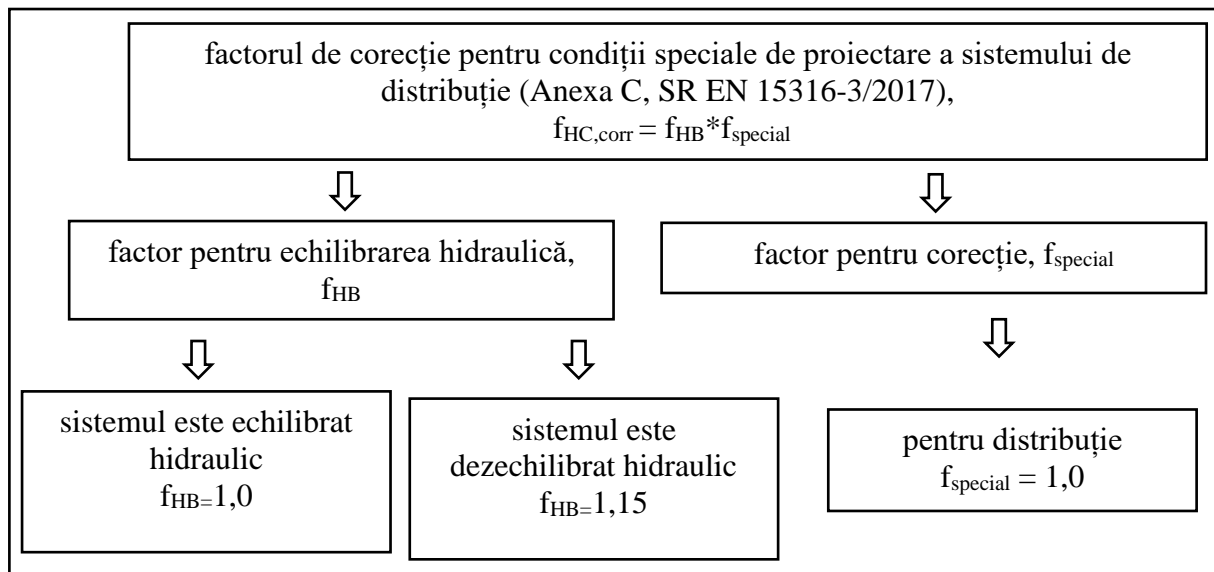 factorul de corecție pentru condiții speciale de proiectare a sistemului de
distribuție (Anexa C, SR EN 15316-3/2017),
fHC,corr = fHB*fspecial
factor pentru echilibrarea hidraulică,
fHB
factor pentru corecție, fspecial
sistemul este echilibrat
hidraulic
fHB=1,0
sistemul este
dezechilibrat hidraulic
fHB=1,15
pentru distribuție
fspecial = 1,0